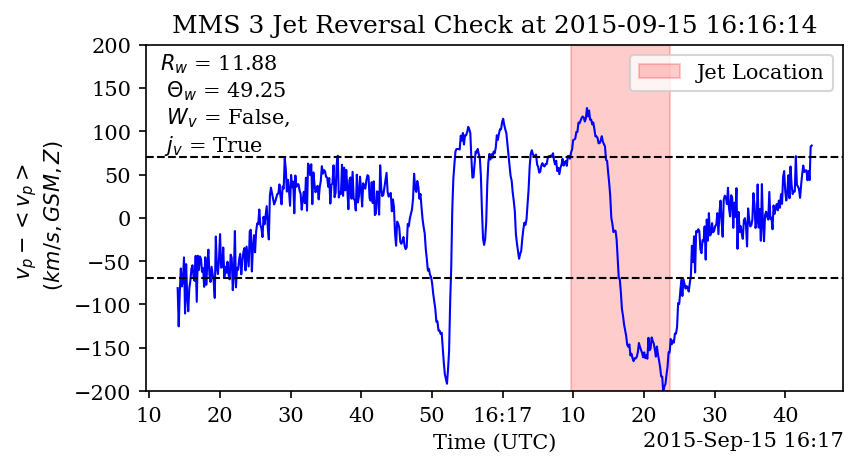 MMS 3 Jet Reversal Check at 2015-09-15 16:16:14
R_w = 11.88
Θ_w = 49.25
W_v = False,
j_v = True
Jet Location
200
150
100
50
0
−50
−100
−150
−200
v_p − < v_p >
(km/s, GSM, Z)
10 20 30 40 50 16:17 10 20 30 40
Time (UTC)
2015-Sep-15 16:17